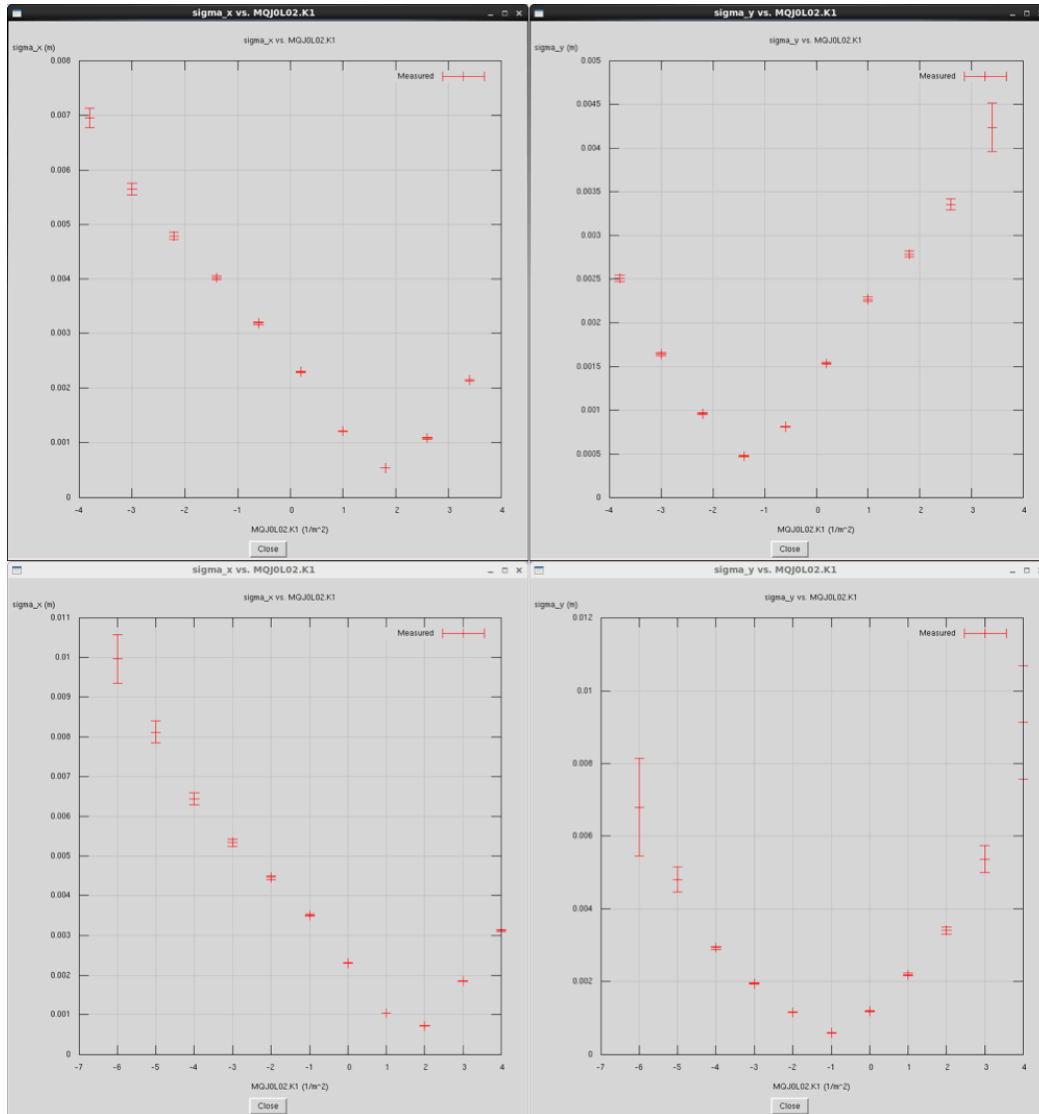 sigma_x vs. MQJ0L02.K1
sigma_x vs. MQJ0L02.K1
sigma_x (m)
Measured
0.008
0.007
0.006
0.005
0.004
0.003
0.002
0.001
0
-4 -3 -2 -1 0 1 2 3 4
MQJ0L02.K1 (1/m^2)
Close
sigma_y vs. MQJ0L02.K1
sigma_y vs. MQJ0L02.K1
sigma_y (m)
Measured
0.005
0.0045
0.004
0.0035
0.003
0.0025
0.002
0.0015
0.001
0.0005
0
-4 -3 -2 -1 0 1 2 3 4
MQJ0L02.K1 (1/m^2)
Close
sigma_x vs. MQJ0L02.K1
sigma_x vs. MQJ0L02.K1
sigma_x (m)
Measured
0.011
0.01
0.009
0.008
0.007
0.006
0.005
0.004
0.003
0.002
0.001
0
-7 -6 -5 -4 -3 -2 -1 0 1 2 3 4
MQJ0L02.K1 (1/m^2)
Close
sigma_y vs. MQJ0L02.K1
sigma_y vs. MQJ0L02.K1
sigma_y (m)
Measured
0.012
0.01
0.008
0.006
0.004
0.002
0
-7 -6 -5 -4 -3 -2 -1 0 1 2 3 4
MQJ0L02.K1 (1/m^2)
Close